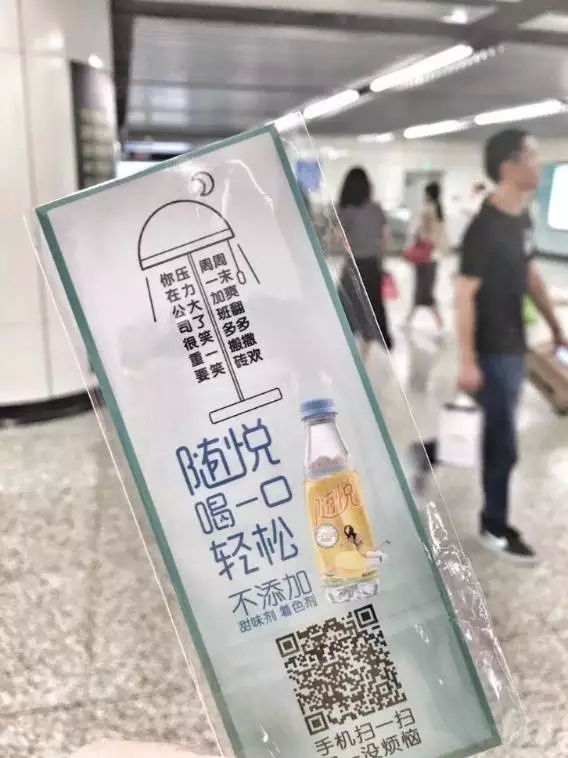 周末爽翻多撒欢
周一加班多搬砖
压力大了笑一笑
你在公司很重要
随悦
喝一口
轻松
不添加
甜味剂 着色剂
随悦
手机扫一扫
没烦恼